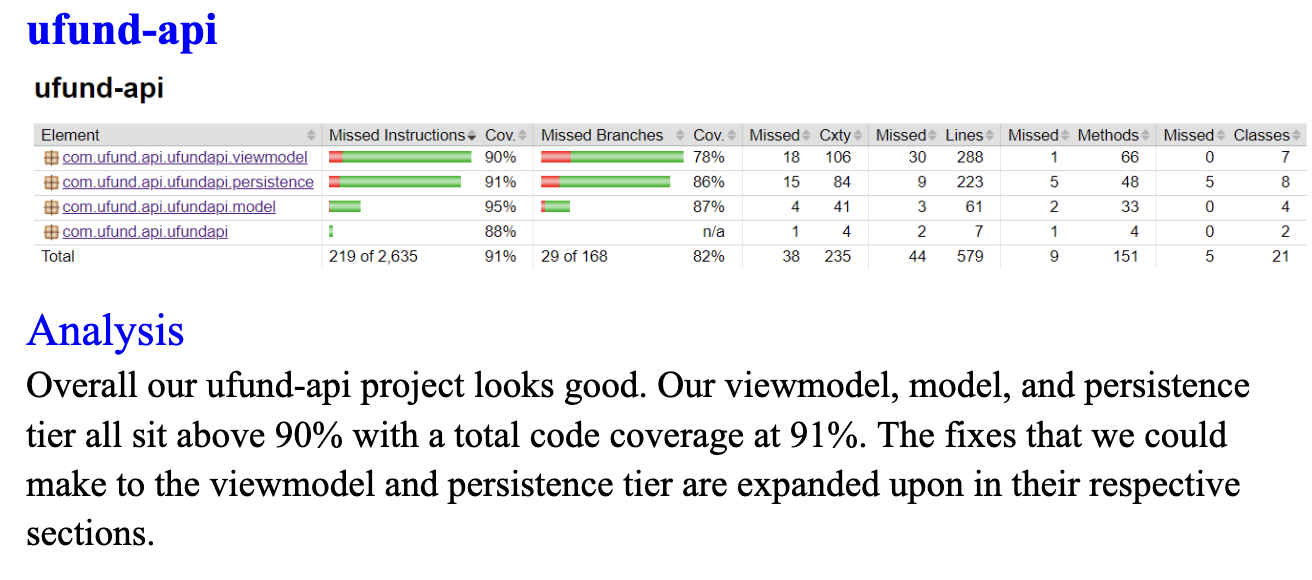 ufund-api
ufund-api
Element Missed Instructions Cov. Missed Branches Cov. Missed Cxty Missed Lines Missed Methods Missed Classes
com.ufund.api.ufundapi.viewmodel 90% 78% 18 106 30 288 1 66 0 7
com.ufund.api.ufundapi.persistence 91% 86% 15 84 9 223 5 48 5 8
com.ufund.api.ufundapi.model 95% 87% 4 41 3 61 2 33 0 4
com.ufund.api.ufundapi 88% n/a 1 4 2 7 1 4 0 2
Total 219 of 2,635 91% 29 of 168 82% 38 235 44 579 9 151 5 21
Analysis
Overall our ufund-api project looks good. Our viewmodel, model, and persistence
tier all sit above 90% with a total code coverage at 91%. The fixes that we could
make to the viewmodel and persistence tier are expanded upon in their respective
sections.